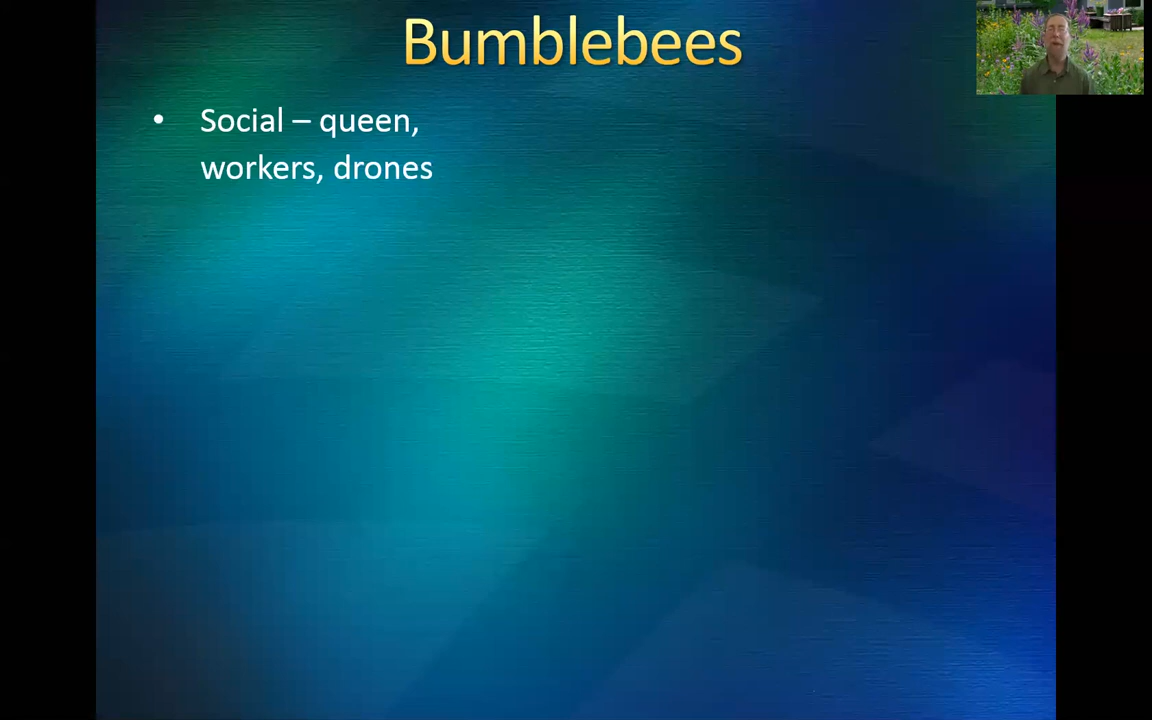 Bumblebees
• Social – queen,
workers, drones